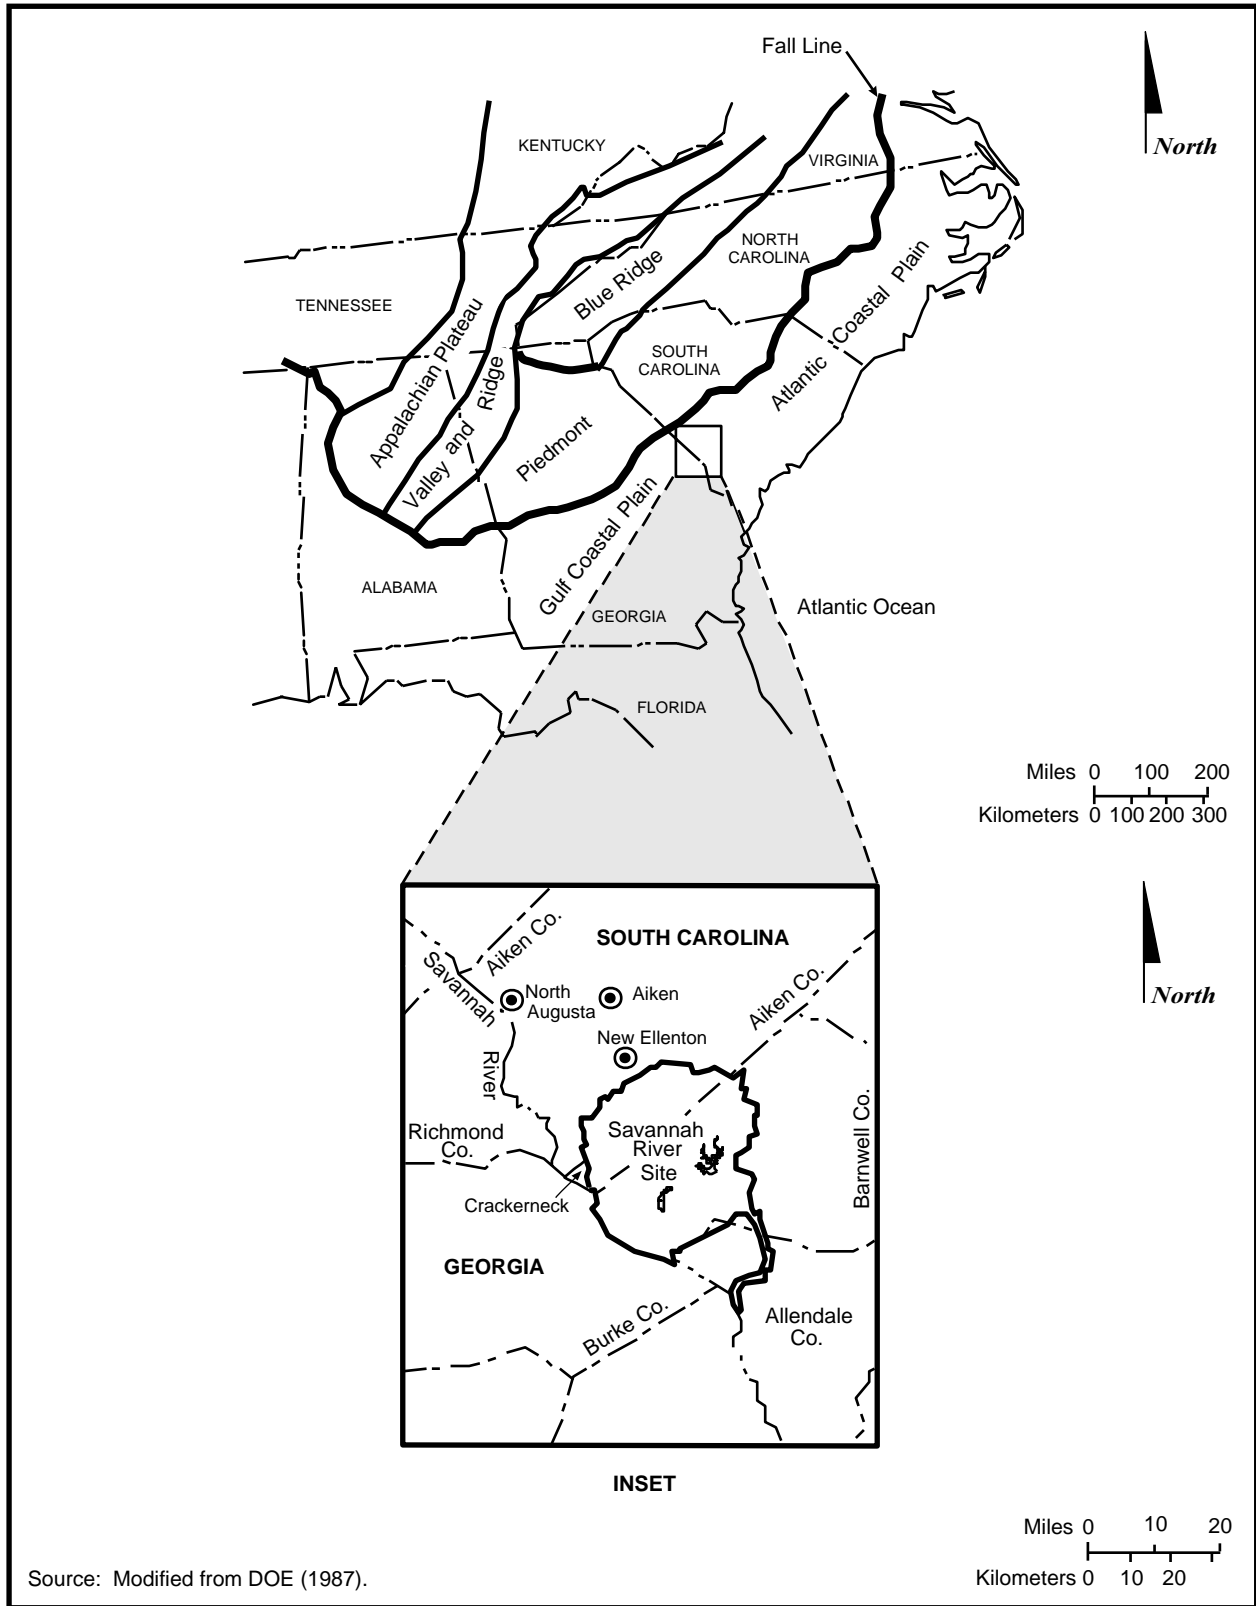 Fall Line
North
KENTUCKY
VIRGINIA
NORTH
CAROLINA
TENNESSEE
Blue Ridge
Atlantic Coastal Plain
Appalachian Plateau
Valley and Ridge
SOUTH
CAROLINA
Piedmont
Gulf Coastal Plain
ALABAMA
GEORGIA
Atlantic Ocean
FLORIDA
Miles 0 100 200
Kilometers 0 100 200 300
North
Aiken Co.
SOUTH CAROLINA
Savannah
River
North
Augusta
Aiken
Aiken Co.
New Ellenton
Richmond
Co.
Savannah
River
Site
Barnwell Co.
Crackerneck
GEORGIA
Burke Co.
Allendale
Co.
INSET
Miles 0 10 20
Kilometers 0 10 20
Source: Modified from DOE (1987).